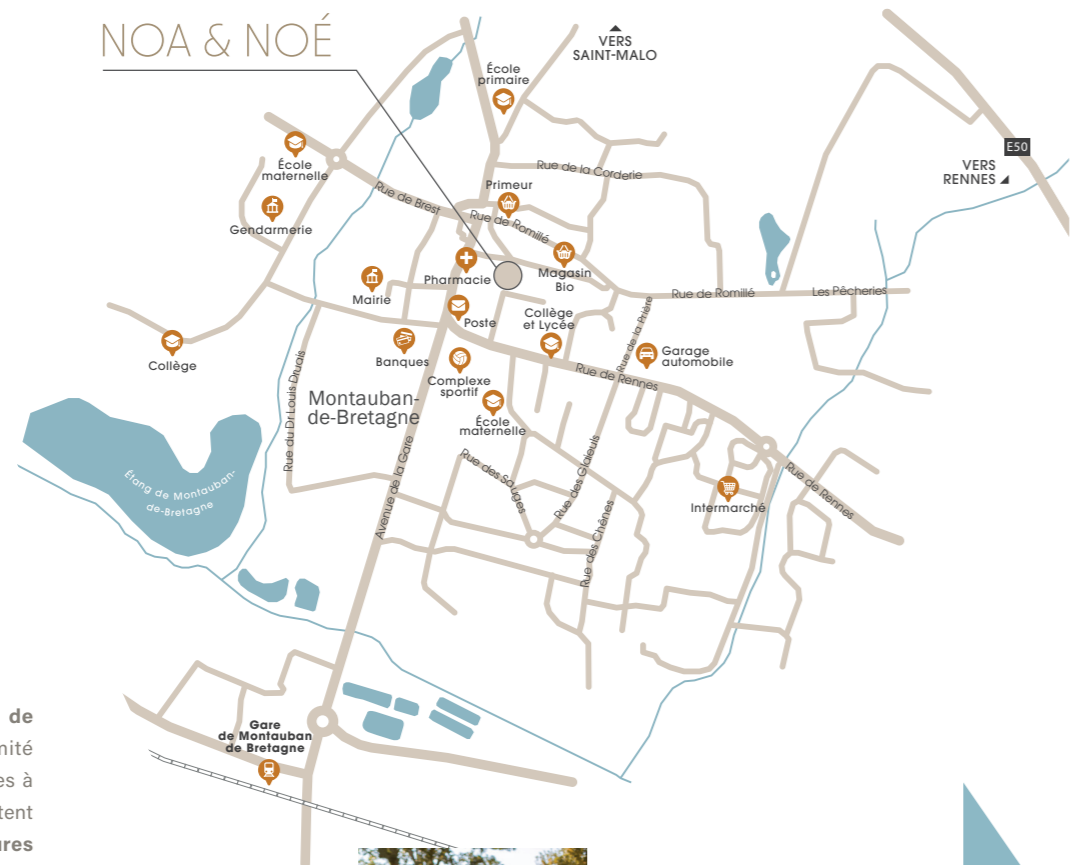 NOA & NOÉ
VERS
SAINT-MALO
École
primaire
E50
VERS
RENNES
École
maternelle
Rue de la Corderie
Primeur
Rue de Brest
Rue de Romillé
Gendarmerie
Pharmacie
Magasin
Bio
Mairie
Rue de Romillé
Les Pêcheries
Poste
Collège
et Lycée
Rue de la Prière
Garage
automobile
Collège
Banques
Complexe
sportif
Rue de Rennes
Rue du Dr Louis Druais
Montauban-
de-Bretagne
École
maternelle
Avenue de la Gare
Rue des Sauges
Rue des Glaïeuls
Rue des Chênes
Étang de Montauban-
de-Bretagne
Intermarché
Rue de Rennes
Gare
de Montauban
de Bretagne
de
mité
es à
tent
ures